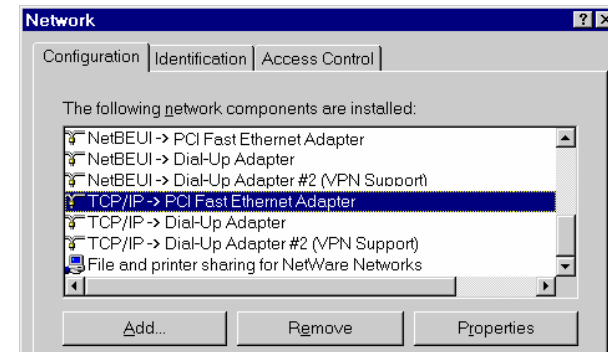 Network
Configuration Identification Access Control
The following network components are installed:
NetBEUI -> PCI Fast Ethernet Adapter
NetBEUI -> Dial-Up Adapter
NetBEUI -> Dial-Up Adapter #2 (VPN Support)
TCP/IP -> PCI Fast Ethernet Adapter
TCP/IP -> Dial-Up Adapter
TCP/IP -> Dial-Up Adapter #2 (VPN Support)
File and printer sharing for NetWare Networks
Add... Remove Properties